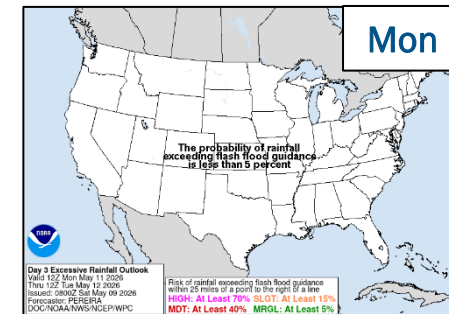 Mon
The probability of rainfall
exceeding flash flood guidance
is less than 5 percent
NOAA
Day 3 Excessive Rainfall Outlook
Valid 12Z Mon May 11 2026
Thru 12Z Tue May 12 2026
Issued: 0800Z Sat May 09 2026
Forecaster: PEREIRA
DOC/NOAA/NWS/NCEP/WPC
Risk of rainfall exceeding flash flood guidance
within 25 miles of a point to the right of a line
HIGH: At Least 70% SLGT: At Least 15%
MDT: At Least 40% MRGL: At Least 5%